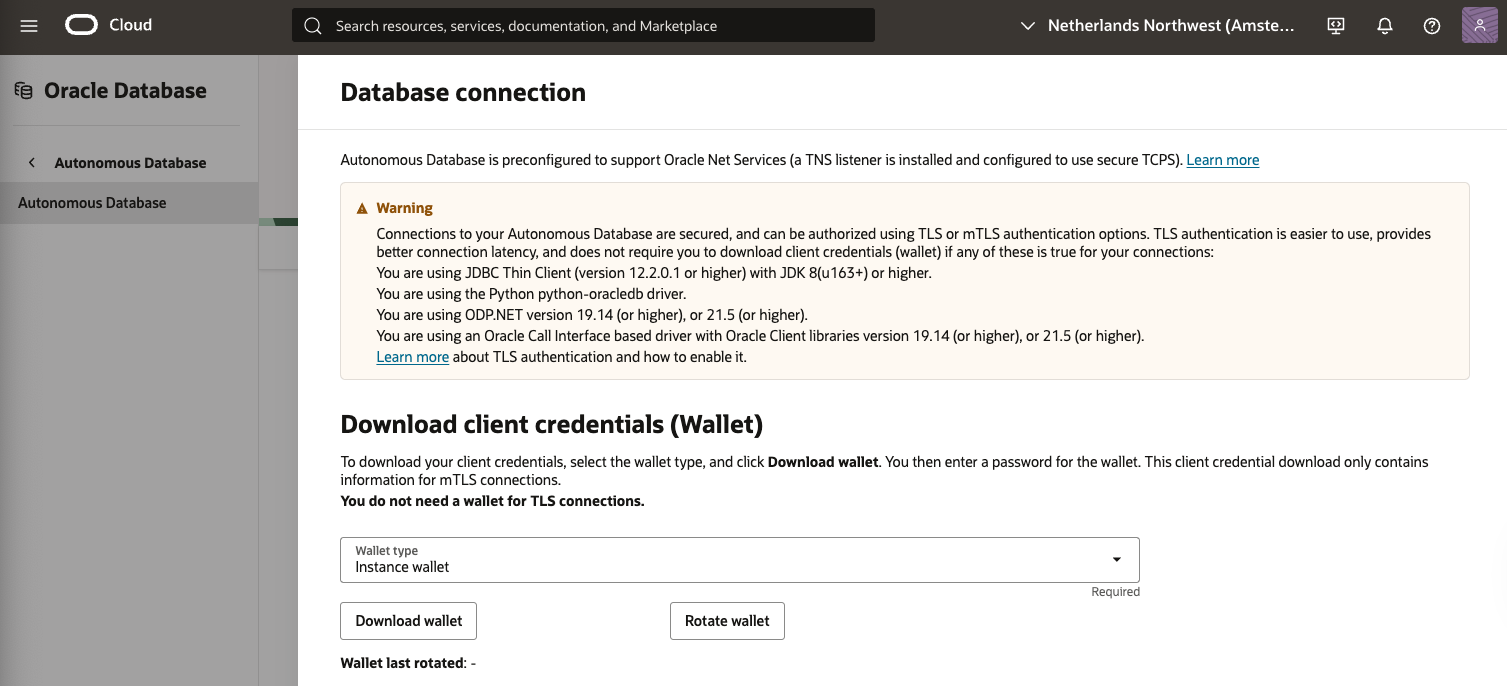 Cloud
Search resources, services, documentation, and Marketplace
Netherlands Northwest (Amste...
Oracle Database
Autonomous Database
Autonomous Database
Database connection
Autonomous Database is preconfigured to support Oracle Net Services (a TNS listener is installed and configured to use secure TCPS). Learn more
Warning
Connections to your Autonomous Database are secured, and can be authorized using TLS or mTLS authentication options. TLS authentication is easier to use, provides
better connection latency, and does not require you to download client credentials (wallet) if any of these is true for your connections:
You are using JDBC Thin Client (version 12.2.0.1 or higher) with JDK 8(u163+) or higher.
You are using the Python python-oracledb driver.
You are using ODP.NET version 19.14 (or higher), or 21.5 (or higher).
You are using an Oracle Call Interface based driver with Oracle Client libraries version 19.14 (or higher), or 21.5 (or higher).
Learn more about TLS authentication and how to enable it.
Download client credentials (Wallet)
To download your client credentials, select the wallet type, and click Download wallet. You then enter a password for the wallet. This client credential download only contains
information for mTLS connections.
You do not need a wallet for TLS connections.
Wallet type
Instance wallet
Required
Download wallet
Rotate wallet
Wallet last rotated: -